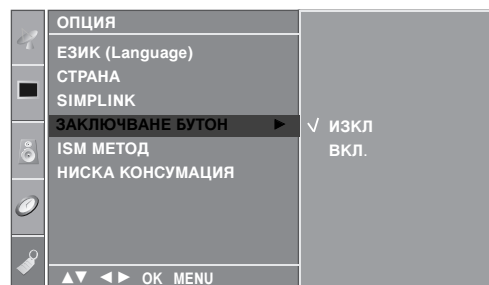 ОПЦИЯ
ЕЗИК (Language)
СТРАНА
SIMPLINK
ЗАКЛЮЧВАНЕ БУТОН ►
√ ИЗКЛ
ВКЛ.
ISM МЕТОД
НИСКА КОНСУМАЦИЯ
▲▼ ◄► OK MENU